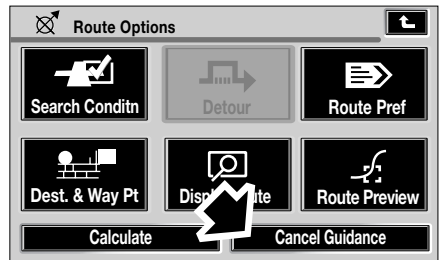 Route Options
Search Conditn
Detour
Route Pref
Dest. & Way Pt
Route Preview
Calculate
Cancel Guidance